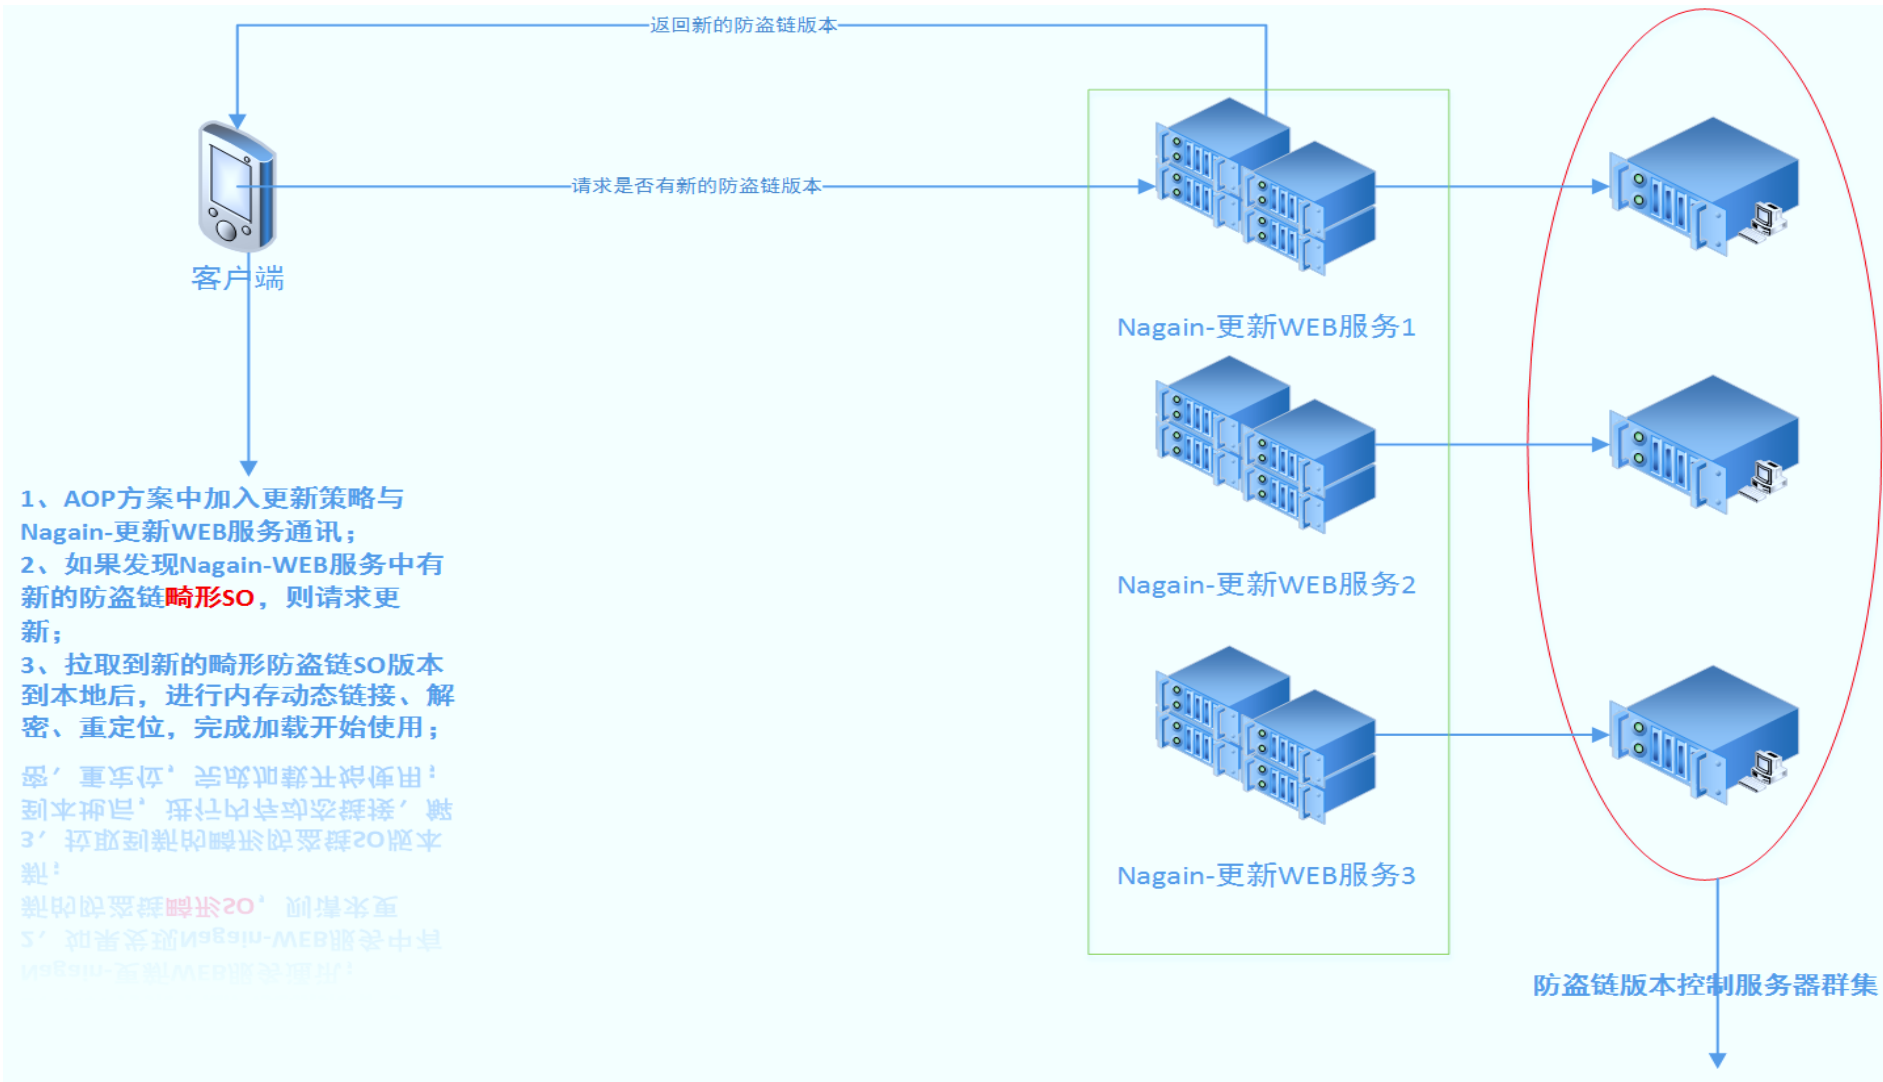 返回新的防盗链版本
请求是否有新的防盗链版本
客户端
Nagain-更新WEB服务1
Nagain-更新WEB服务2
Nagain-更新WEB服务3
1、AOP方案中加入更新策略与
Nagain-更新WEB服务通讯；
2、如果发现Nagain-WEB服务中有
新的防盗链畸形SO，则请求更
新；
3、拉取到新的畸形防盗链SO版本
到本地后，进行内存动态链接、解
密、重定位，完成加载开始使用；
防盗链版本控制服务器群集